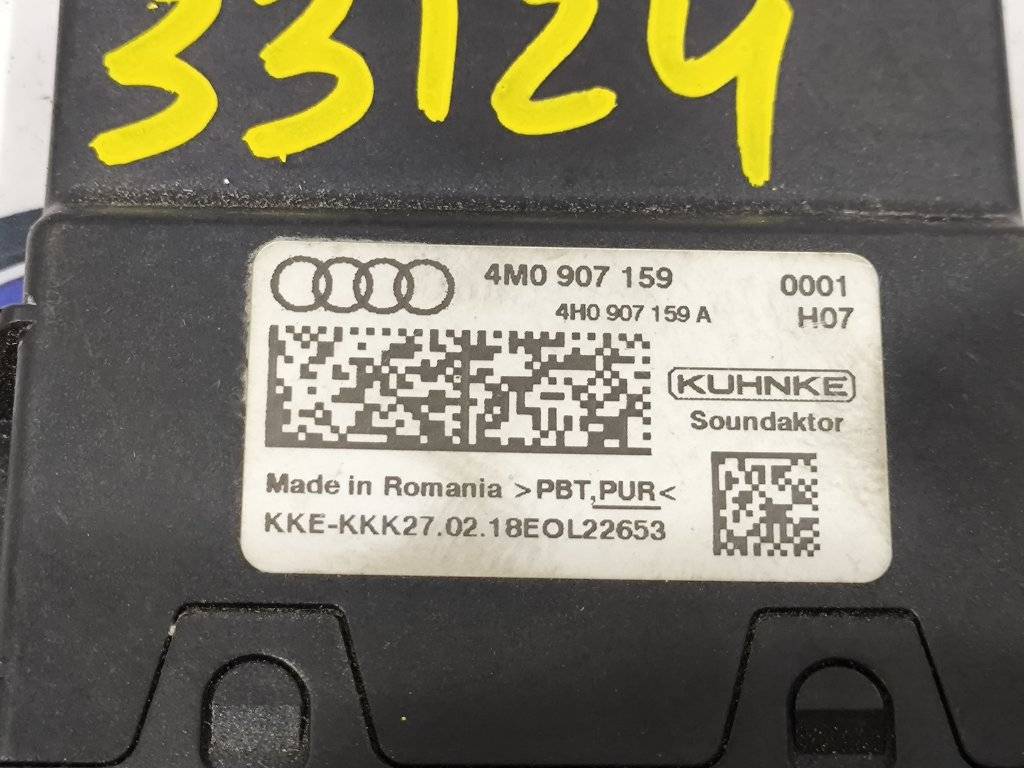 33124
4M0 907 159
0001
4H0 907 159 A
H07
KUHNKE
Soundaktor
Made in Romania >PBT,PUR<
KKE-KKK27.02.18EOL22653